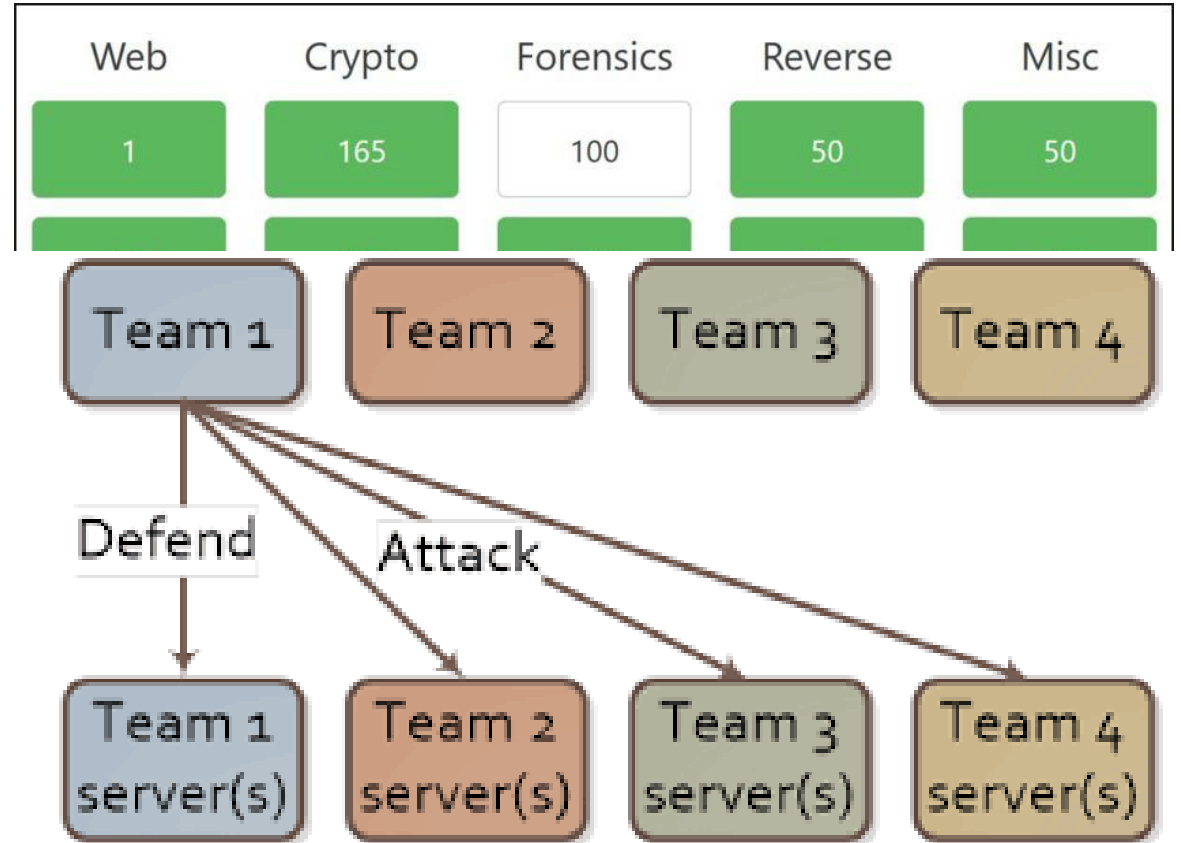 Web Crypto Forensics Reverse Misc
1 165 100 50 50
Team 1 Team 2 Team 3 Team 4
Defend
Attack
Team 1 Team 2 Team 3 Team 4
server(s) server(s) server(s) server(s)